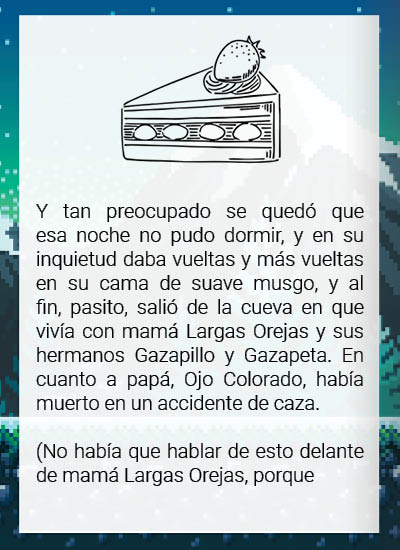 Y tan preocupado se quedó que
esa noche no pudo dormir, y en su
inquietud daba vueltas y más vueltas
en su cama de suave musgo, y al
fin, pasito, salió de la cueva en que
vivía con mamá Largas Orejas y sus
hermanos Gazapillo y Gazapeta. En
cuanto a papá, Ojo Colorado, había
muerto en un accidente de caza.
(No había que hablar de esto delante
de mamá Largas Orejas, porque